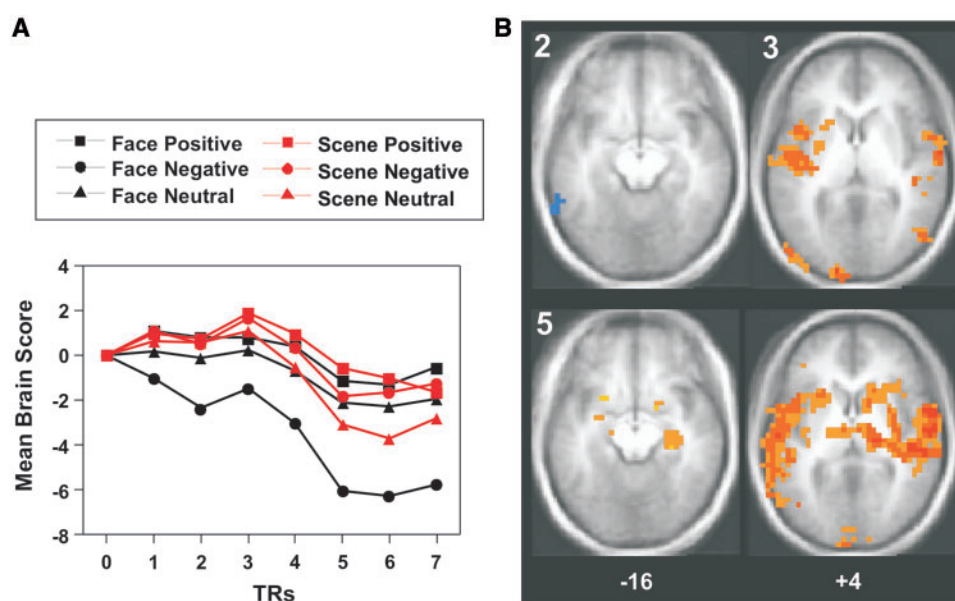 A
Face Positive
Face Negative
Face Neutral
Scene Positive
Scene Negative
Scene Neutral
Mean Brain Score
4
2
0
-2
-4
-6
-8
0 1 2 3 4 5 6 7
TRs
B
2 3
5
-16 +4